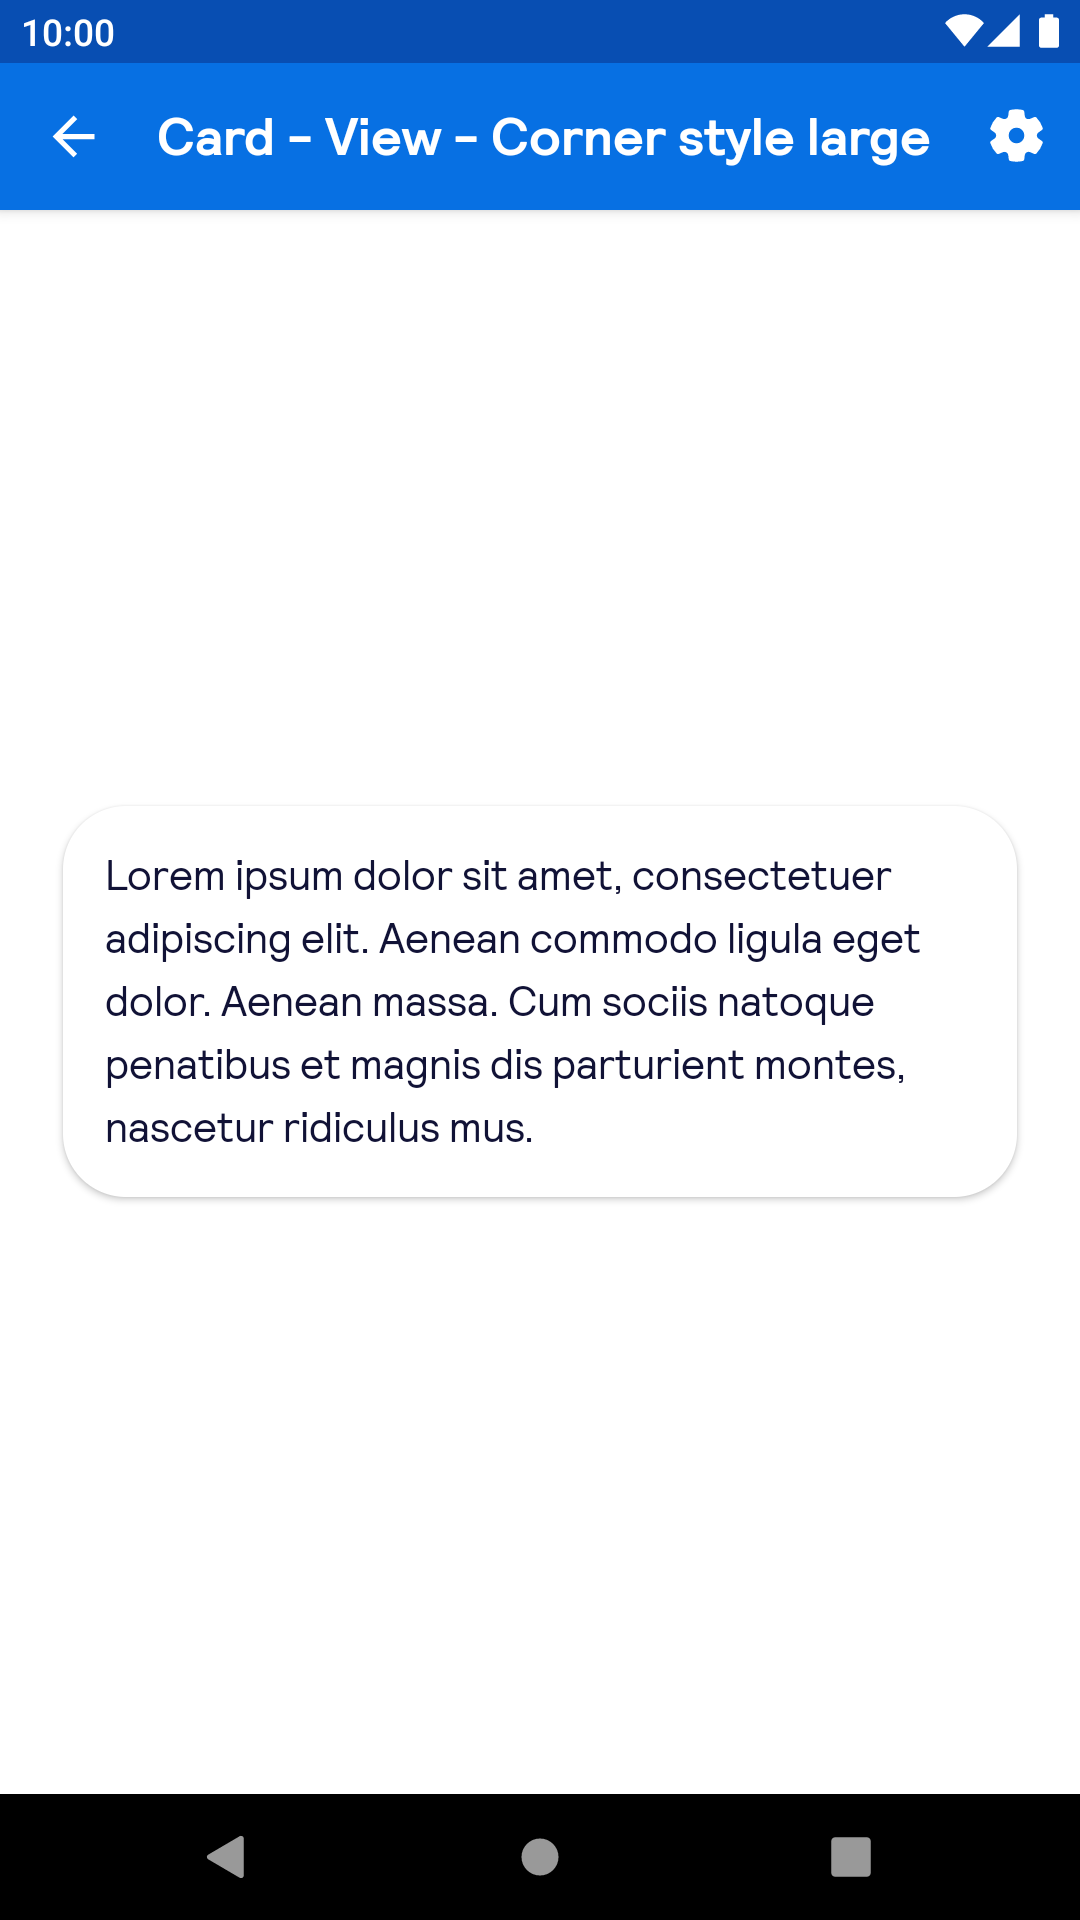 10:00
Card - View - Corner style large
Lorem ipsum dolor sit amet, consectetuer
adipiscing elit. Aenean commodo ligula eget
dolor. Aenean massa. Cum sociis natoque
penatibus et magnis dis parturient montes,
nascetur ridiculus mus.